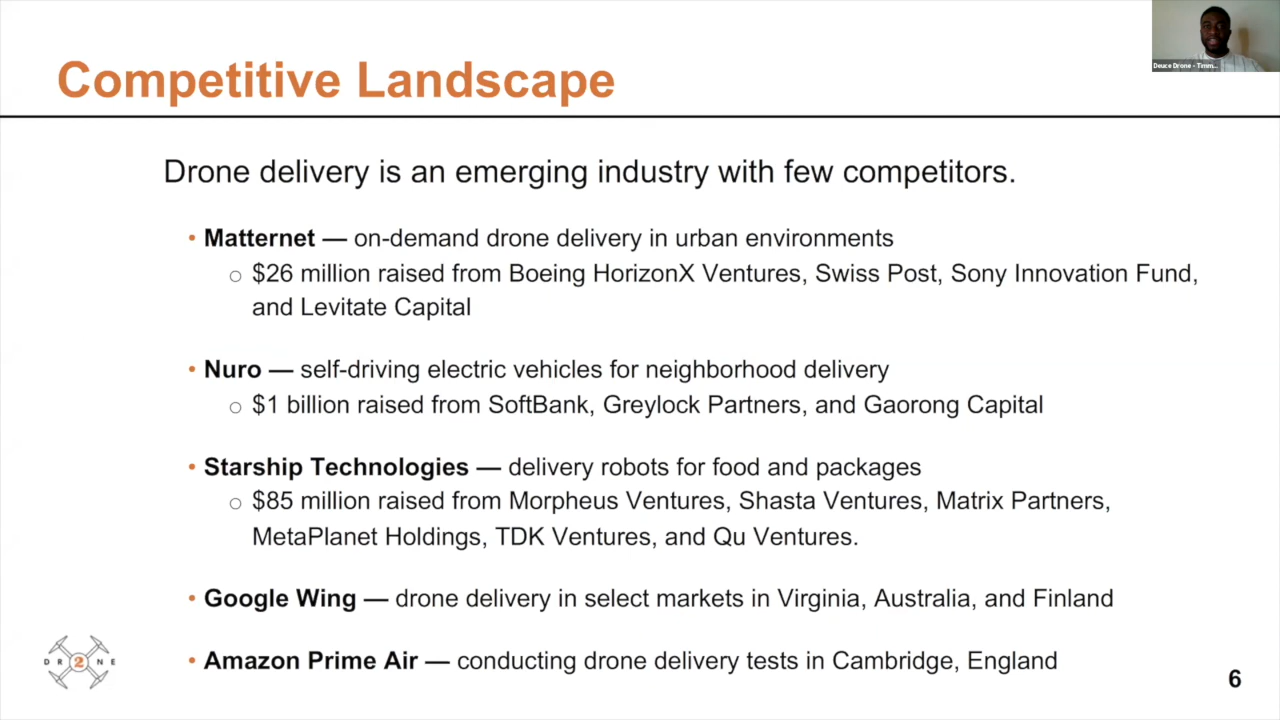 Deuce Drone - Timm...
Competitive Landscape
Drone delivery is an emerging industry with few competitors.
• Matternet — on-demand drone delivery in urban environments
○ $26 million raised from Boeing HorizonX Ventures, Swiss Post, Sony Innovation Fund,
and Levitate Capital
• Nuro — self-driving electric vehicles for neighborhood delivery
○ $1 billion raised from SoftBank, Greylock Partners, and Gaorong Capital
• Starship Technologies — delivery robots for food and packages
○ $85 million raised from Morpheus Ventures, Shasta Ventures, Matrix Partners,
MetaPlanet Holdings, TDK Ventures, and Qu Ventures.
• Google Wing — drone delivery in select markets in Virginia, Australia, and Finland
• Amazon Prime Air — conducting drone delivery tests in Cambridge, England
DR2NE
6